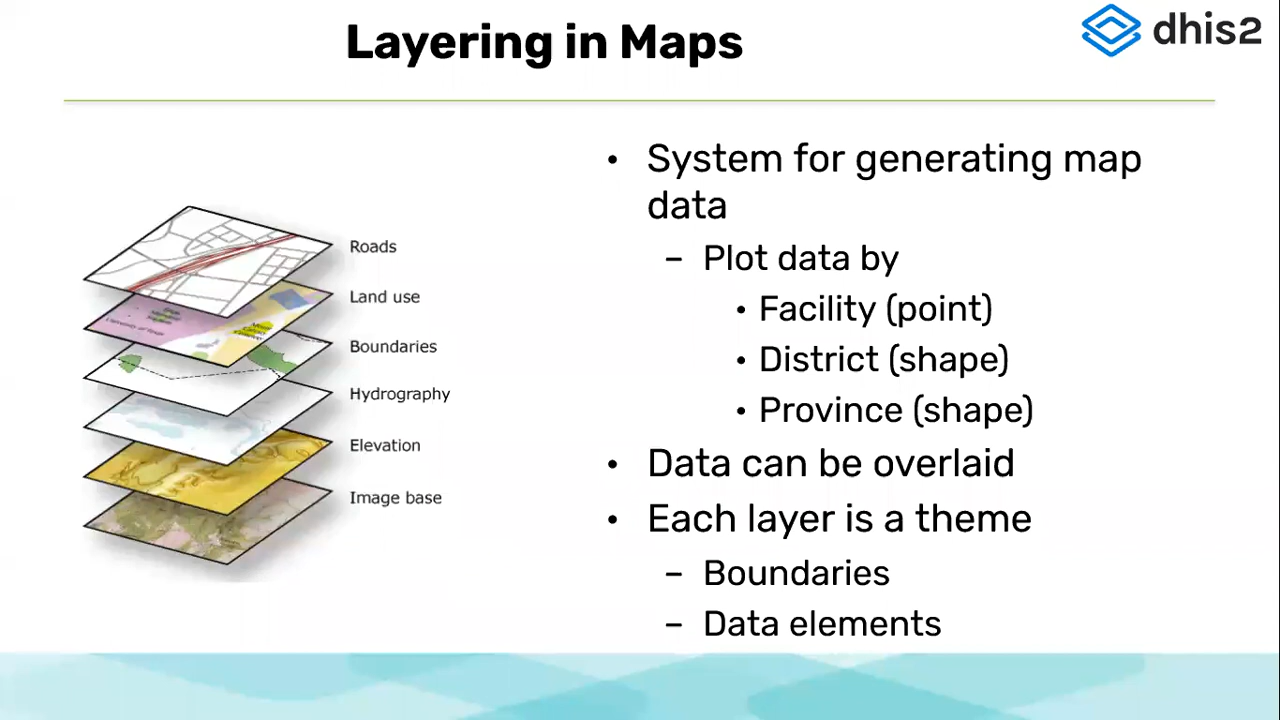 Layering in Maps
dhis2
Roads
Land use
Boundaries
Hydrography
Elevation
Image base
• System for generating map
data
– Plot data by
• Facility (point)
• District (shape)
• Province (shape)
• Data can be overlaid
• Each layer is a theme
– Boundaries
– Data elements